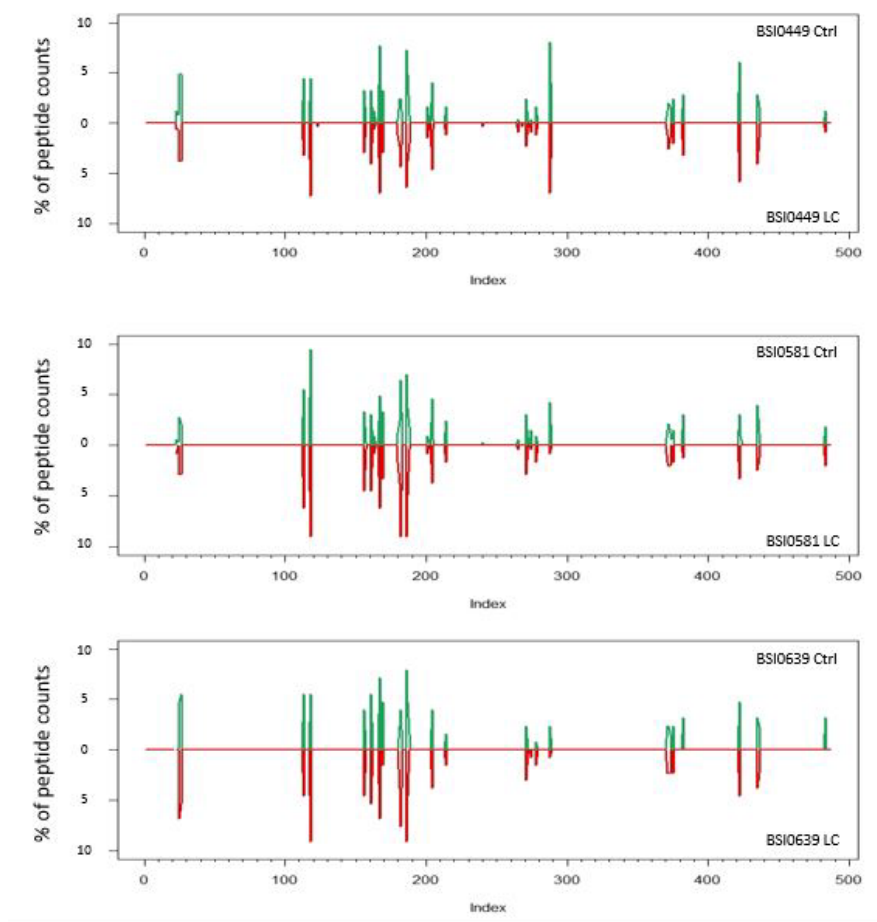 10
BSI0449 Ctrl
5
0
5
10
BSI0449 LC
% of peptide counts
0 100 200 300 400 500
Index
10
BSI0581 Ctrl
5
0
5
10
BSI0581 LC
% of peptide counts
0 100 200 300 400 500
Index
10
BSI0639 Ctrl
5
0
5
10
BSI0639 LC
% of peptide counts
0 100 200 300 400 500
Index